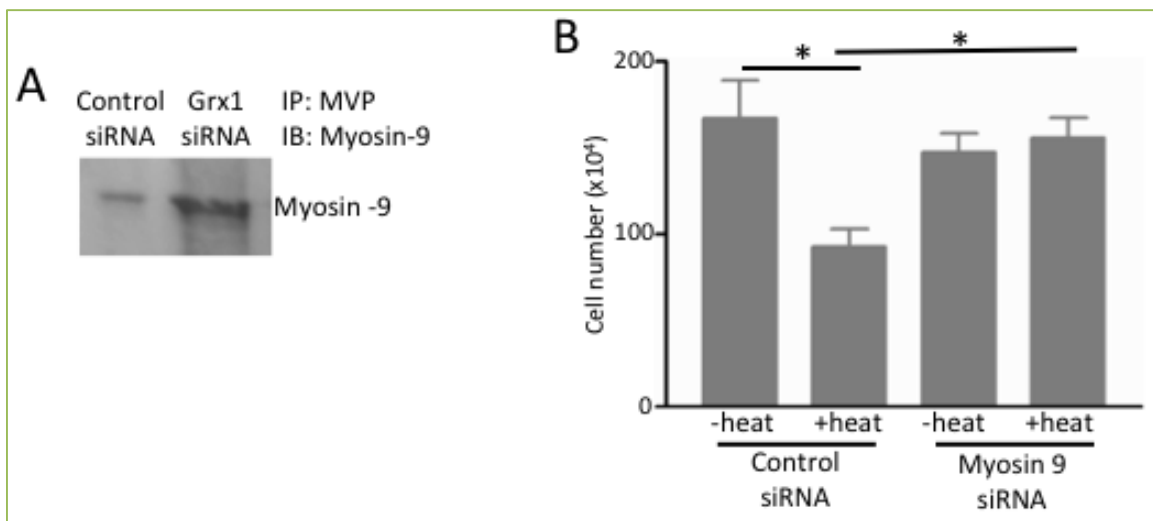 A
Control Grx1 IP: MVP
siRNA siRNA IB: Myosin-9
Myosin -9
B
* *
200
100
0
Cell number (x10⁴)
-heat +heat -heat +heat
Control Myosin 9
siRNA siRNA